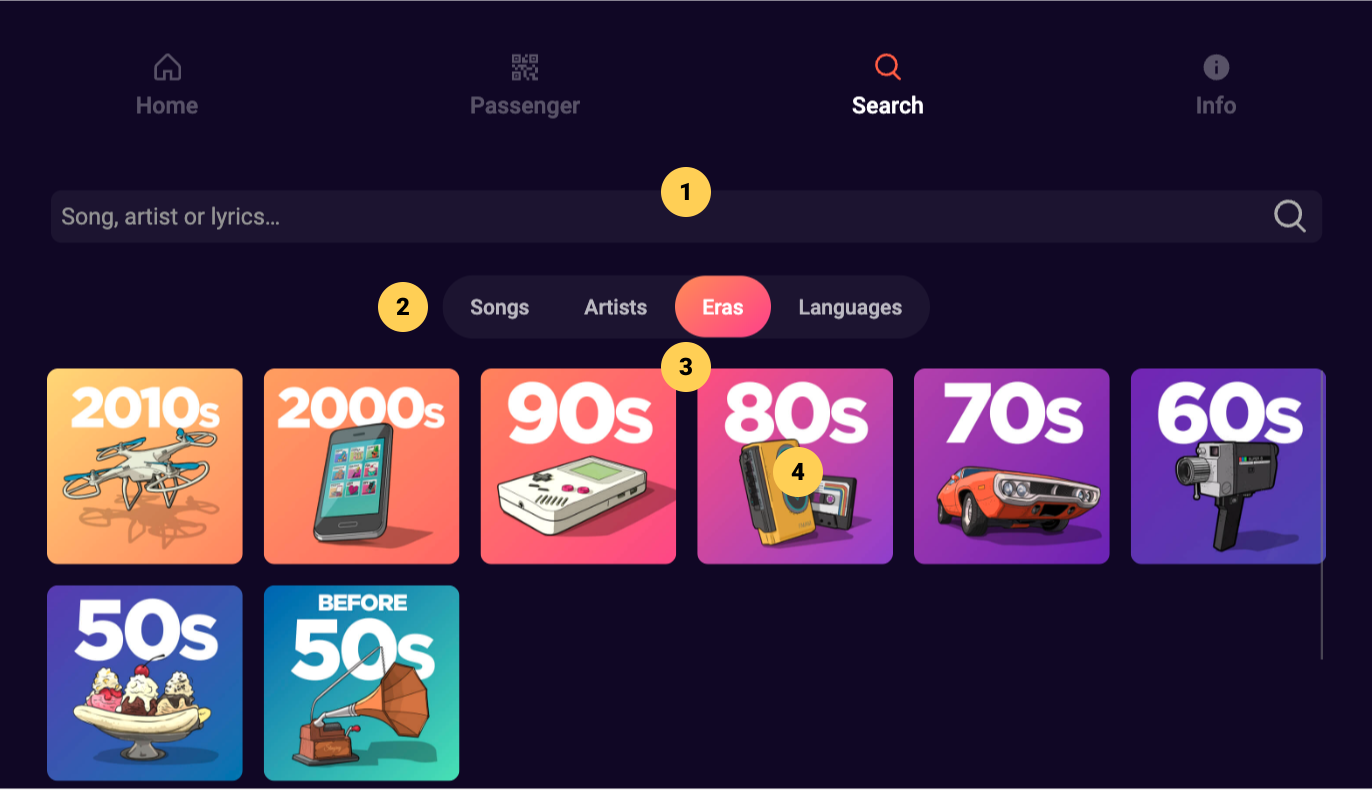 Home
Passenger
Search
Info
1
Song, artist or lyrics...
2
Songs
Artists
Eras
Languages
3
2010s
2000s
90s
80s
70s
60s
4
50s
BEFORE
50s